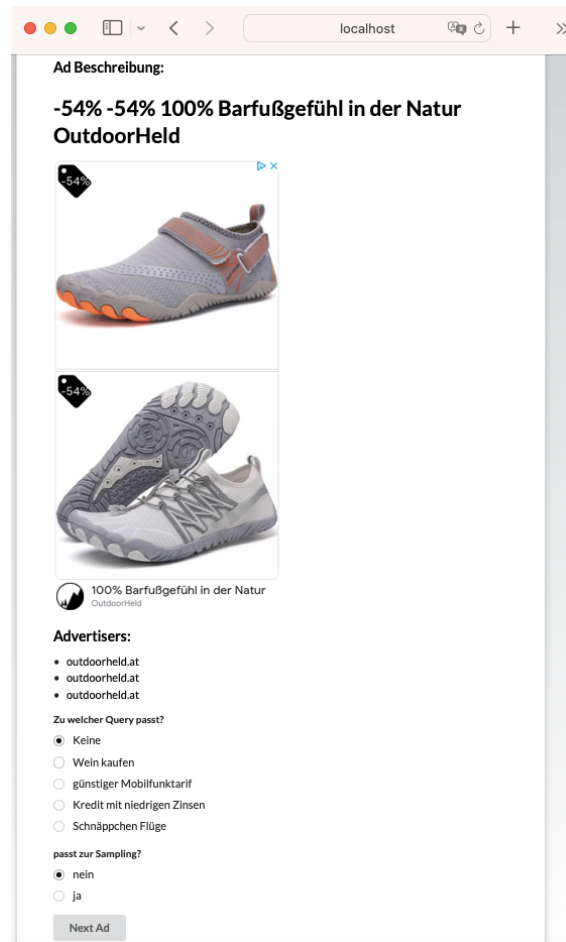 localhost
Ad Beschreibung:
-54% -54% 100% Barfußgefühl in der Natur
OutdoorHeld
-54%
-54%
100% Barfußgefühl in der Natur
OutdoorHeld
Advertisers:
• outdoorheld.at
• outdoorheld.at
• outdoorheld.at
Zu welcher Query passt?
Keine
Wein kaufen
günstiger Mobilfunktarif
Kredit mit niedrigen Zinsen
Schnäppchen Flüge
passt zur Sampling?
nein
ja
Next Ad